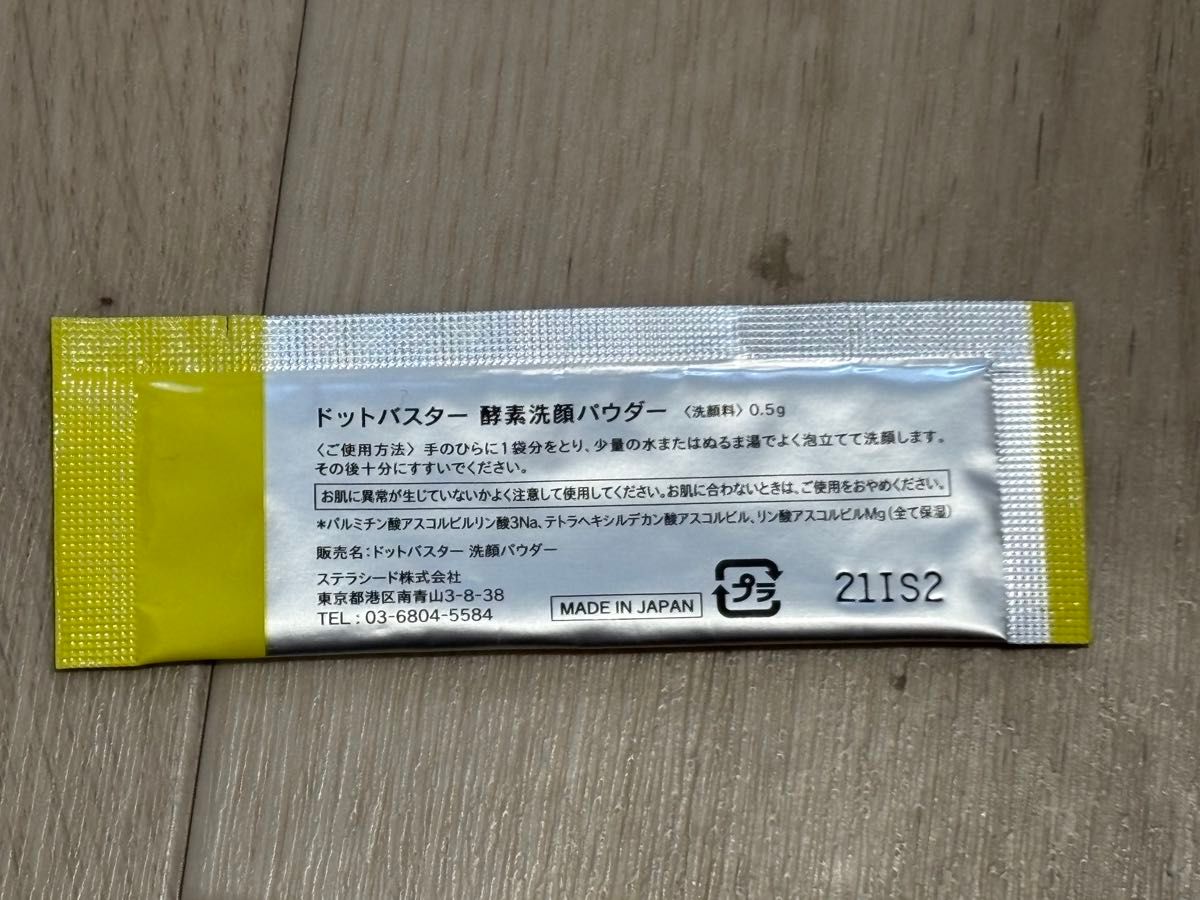 ドットバスター 酵素洗顔パウダー 〈洗顔料〉0.5g
〈ご使用方法〉手のひらに1袋分をとり、少量の水またはぬるま湯でよく泡立てて洗顔します。
その後十分にすすいでください。
お肌に異常が生じていないかよく注意して使用してください。お肌に合わないときは、ご使用をおやめください。
*パルミチン酸アスコルビルリン酸3Na、テトラヘキシルデカン酸アスコルビル、リン酸アスコルビルMg(全て保湿)
販売名:ドットバスター 洗顔パウダー
ステラシード株式会社
東京都港区南青山3-8-38
TEL:03-6804-5584
MADE IN JAPAN
プラ
21IS2